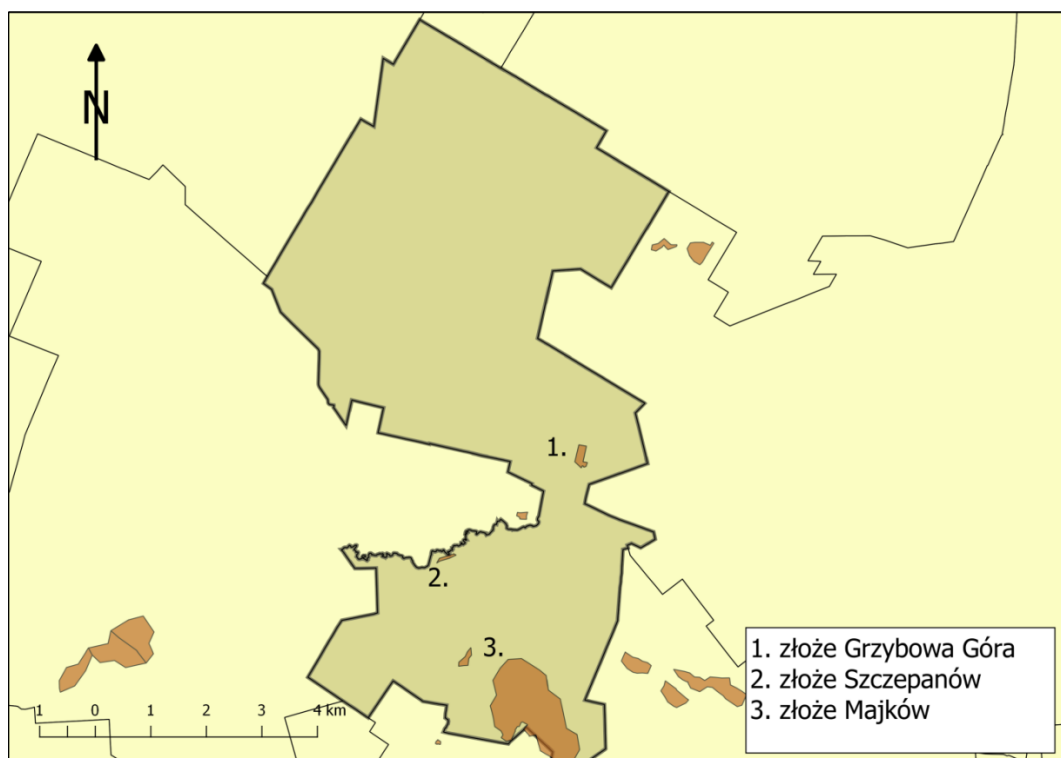 N
1.
2.
3.
1 0 1 2 3 4 km
1. złoże Grzybowa Góra
2. złoże Szczepanów
3. złoże Majków